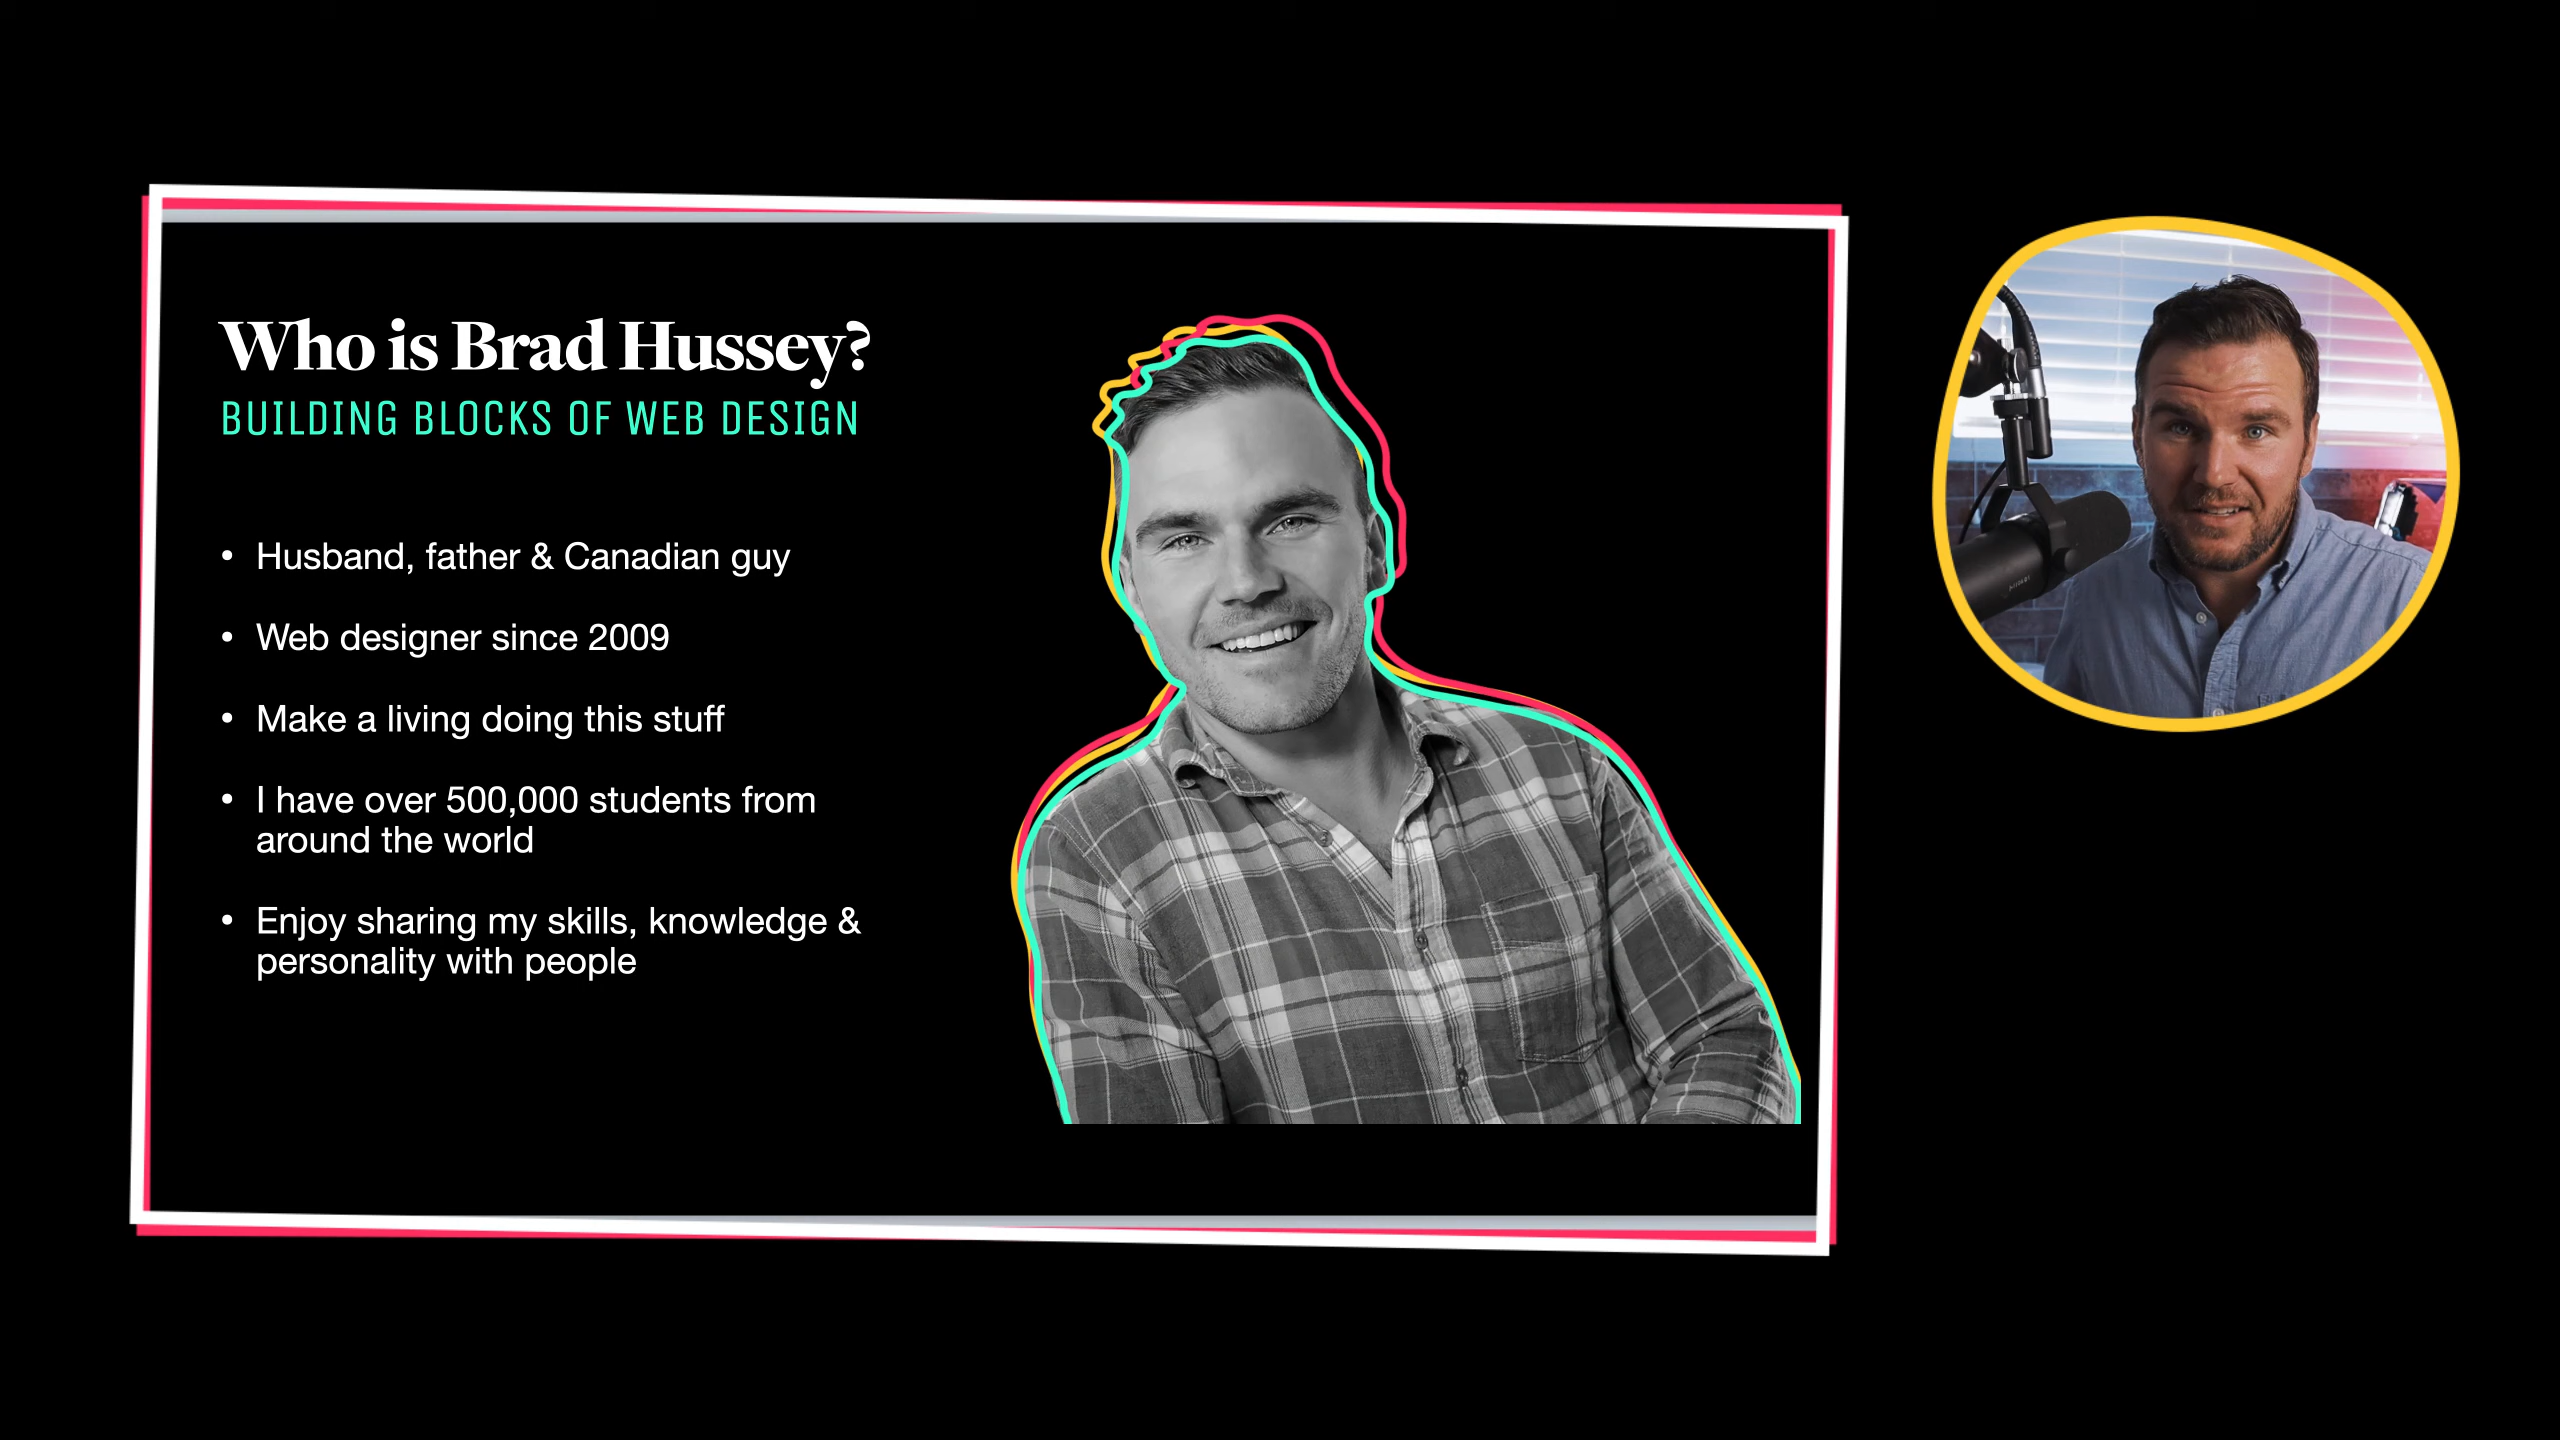 Who is Brad Hussey?
BUILDING BLOCKS OF WEB DESIGN
• Husband, father & Canadian guy
• Web designer since 2009
• Make a living doing this stuff
• I have over 500,000 students from
around the world
• Enjoy sharing my skills, knowledge &
personality with people